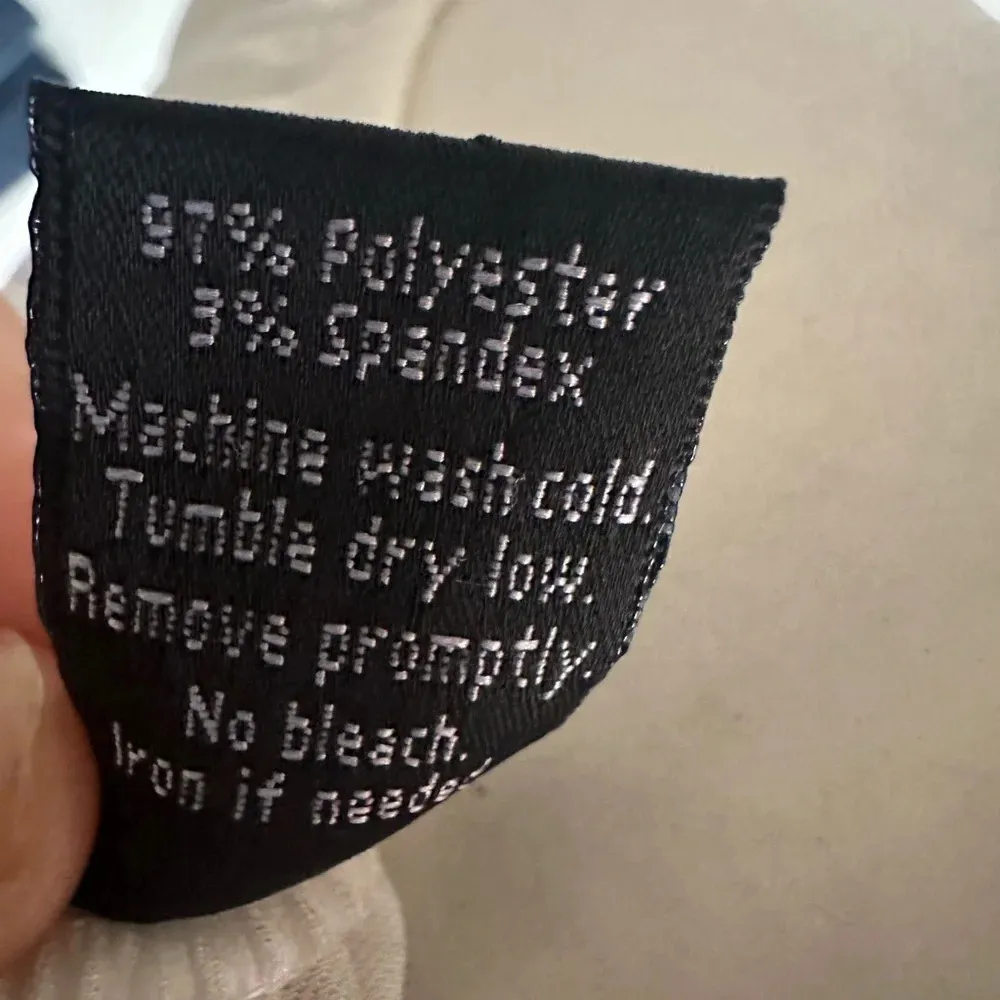 97% Polyester
3% Spandex
Machine wash cold.
Tumble dry low.
Remove promptly.
No bleach.
Iron if needed